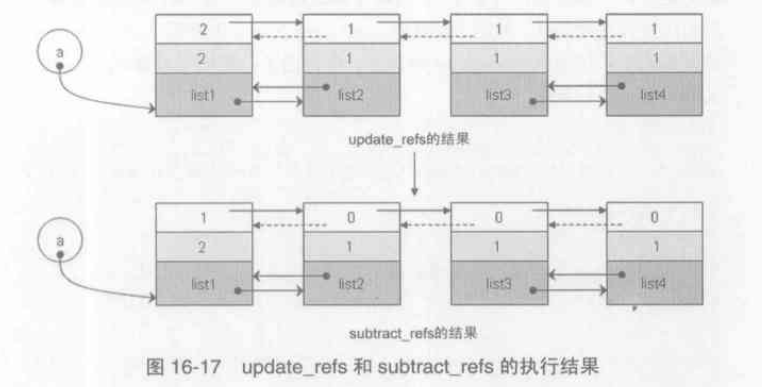 2 1 1 1
a
2 1 1 1
list1 list2 list3 list4
update_refs的结果
1 0 0 0
a
2 1 1 1
list1 list2 list3 list4
subtract_refs的结果
图 16-17 update_refs 和 subtract_refs 的执行结果